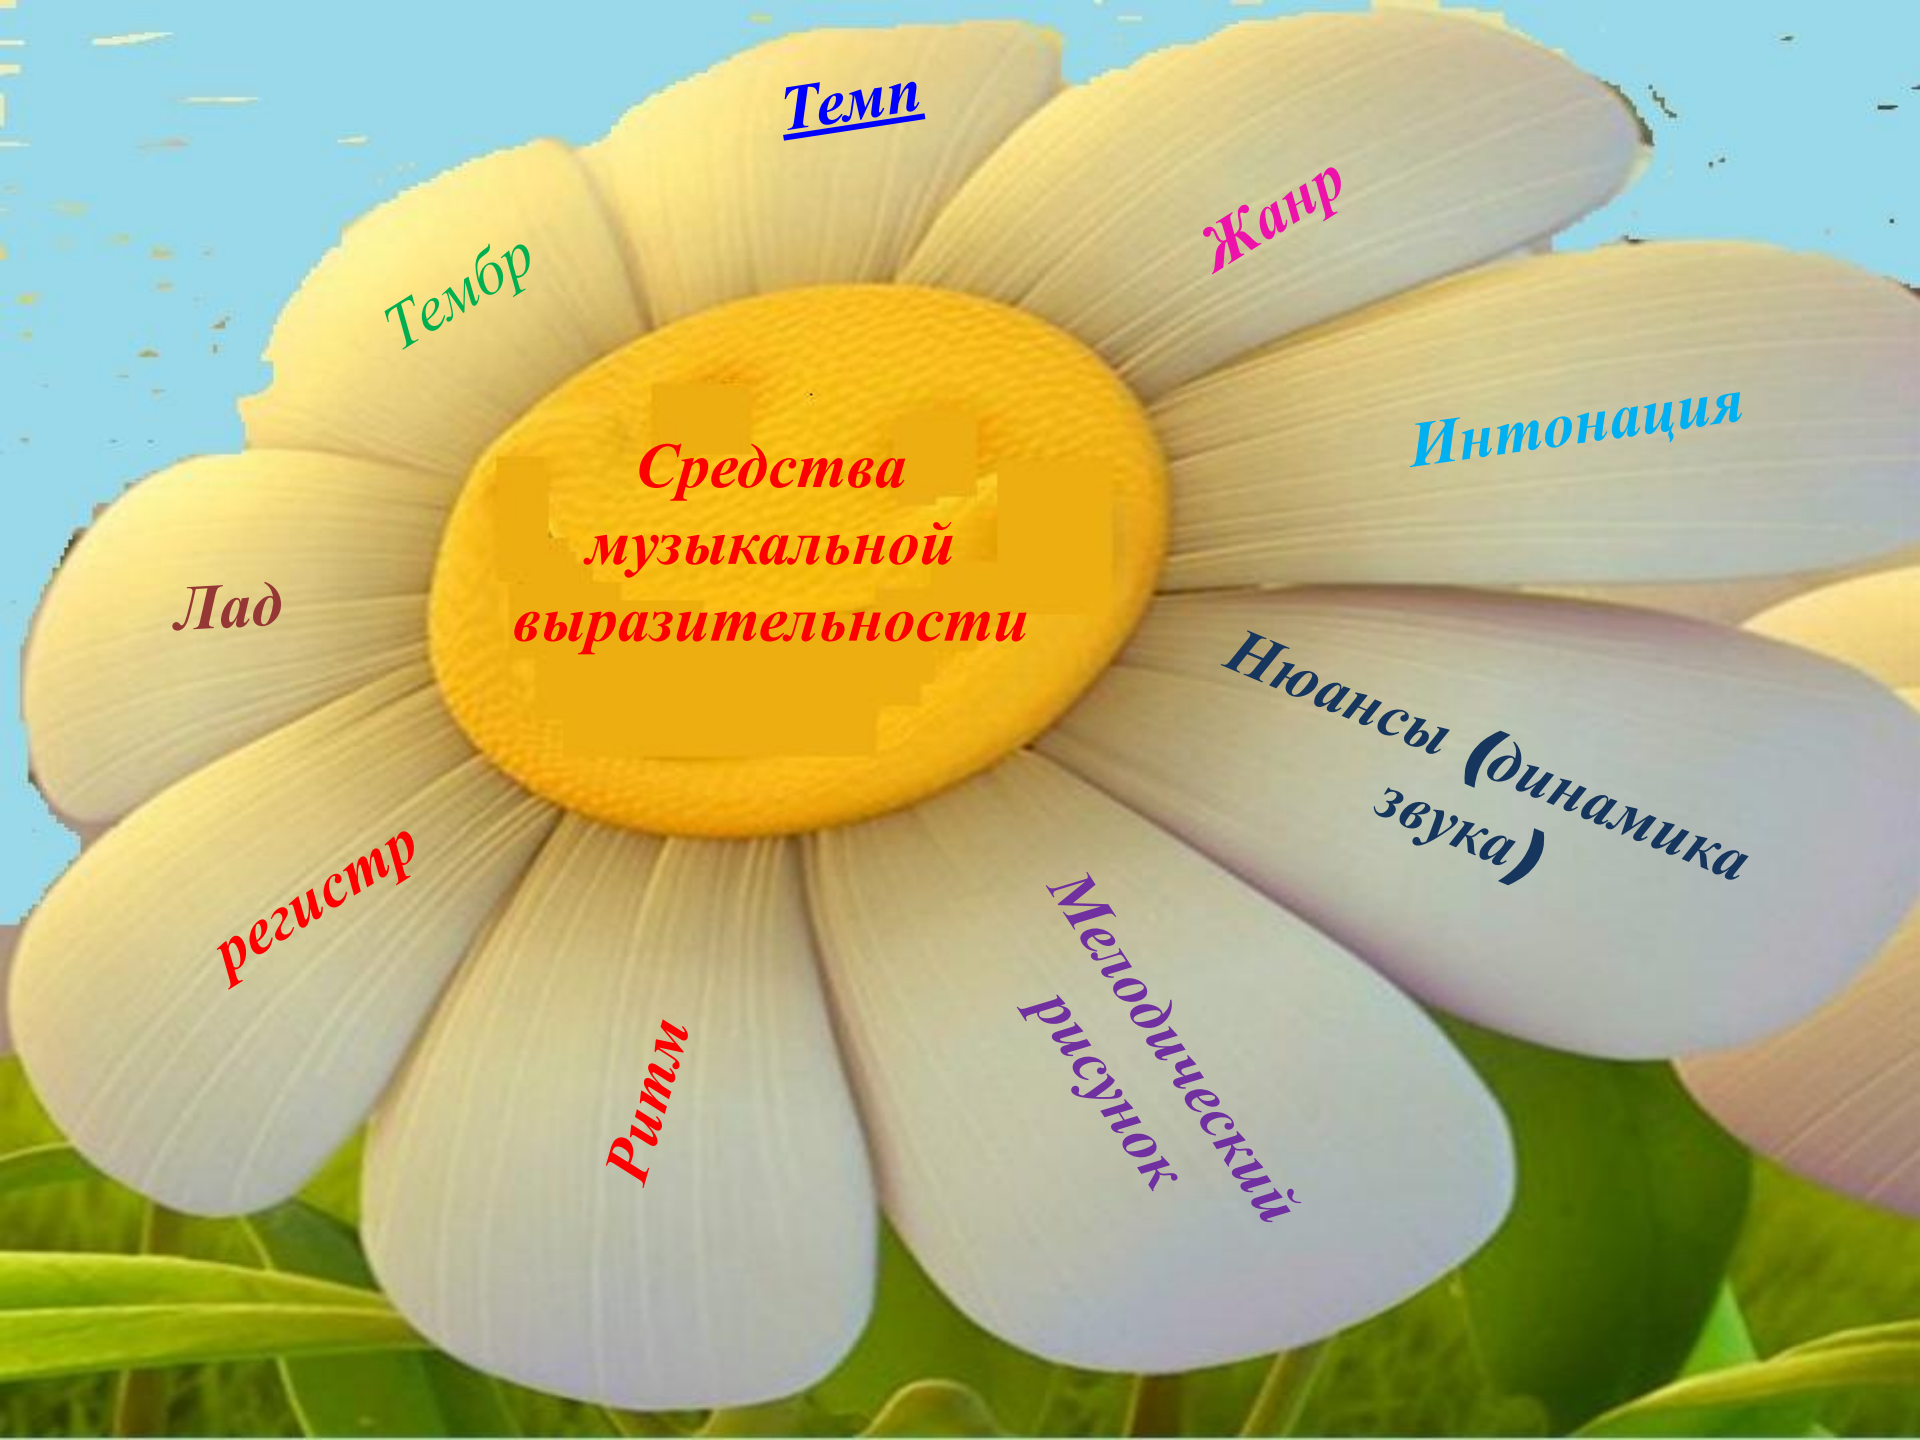 Темп
Жанр
Тембр
Интонация
Средства
музыкальной
выразительности
Лад
Нюансы (динамика
звука)
регистр
Мелодический
рисунок
Ритм